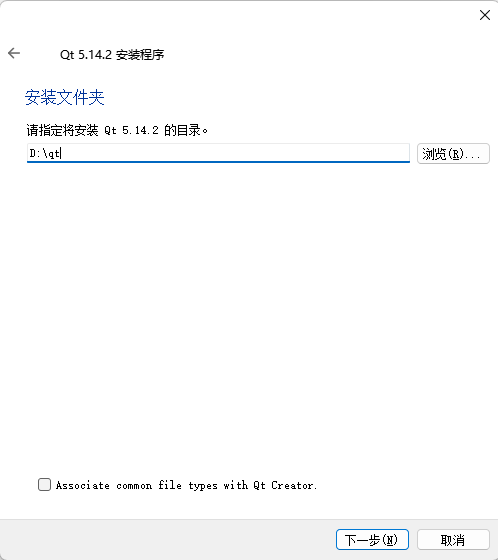 Qt 5.14.2 安装程序
安装文件夹
请指定将安装 Qt 5.14.2 的目录。
D:\qt
浏览(R)...
Associate common file types with Qt Creator.
下一步(N)
取消